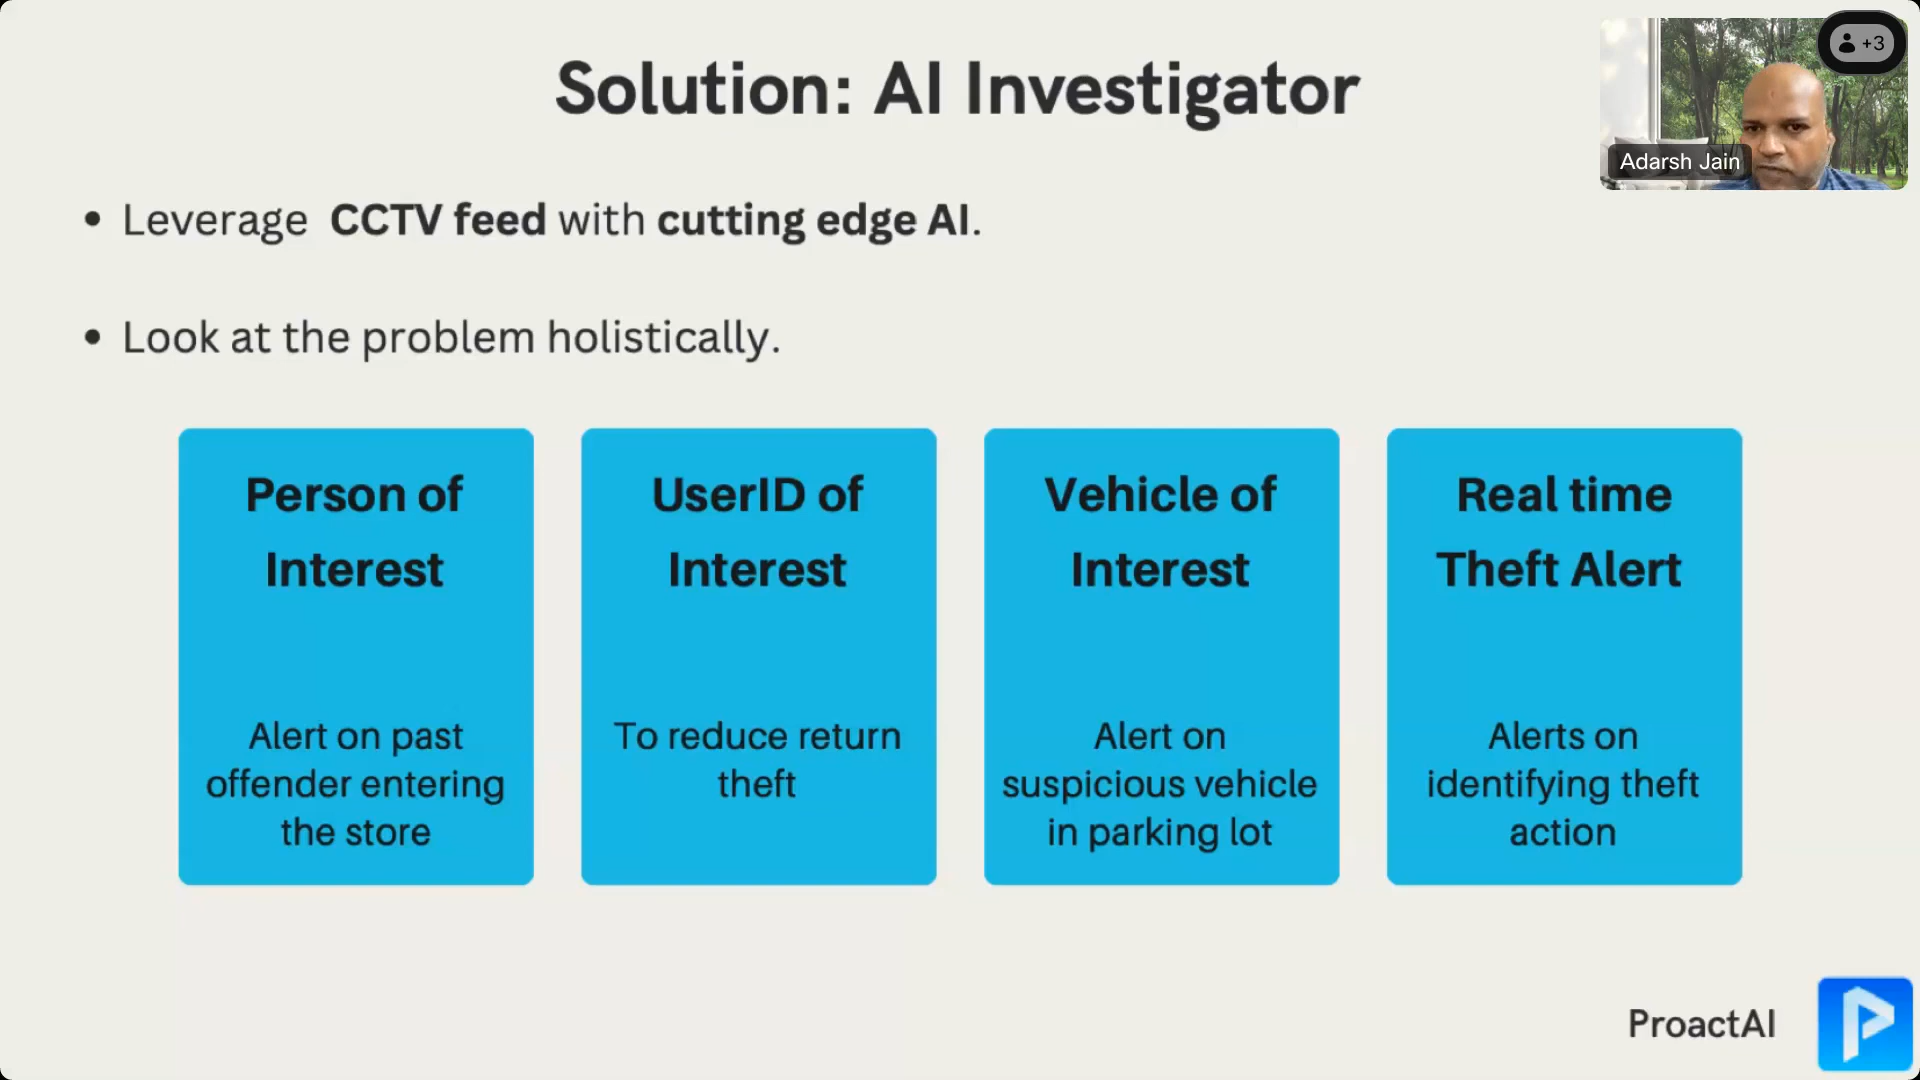 Solution: AI Investigator
+3
Adarsh Jain
• Leverage CCTV feed with cutting edge AI.
• Look at the problem holistically.
Person of
Interest
Alert on past
offender entering
the store
UserID of
Interest
To reduce return
theft
Vehicle of
Interest
Alert on
suspicious vehicle
in parking lot
Real time
Theft Alert
Alerts on
identifying theft
action
ProactAI